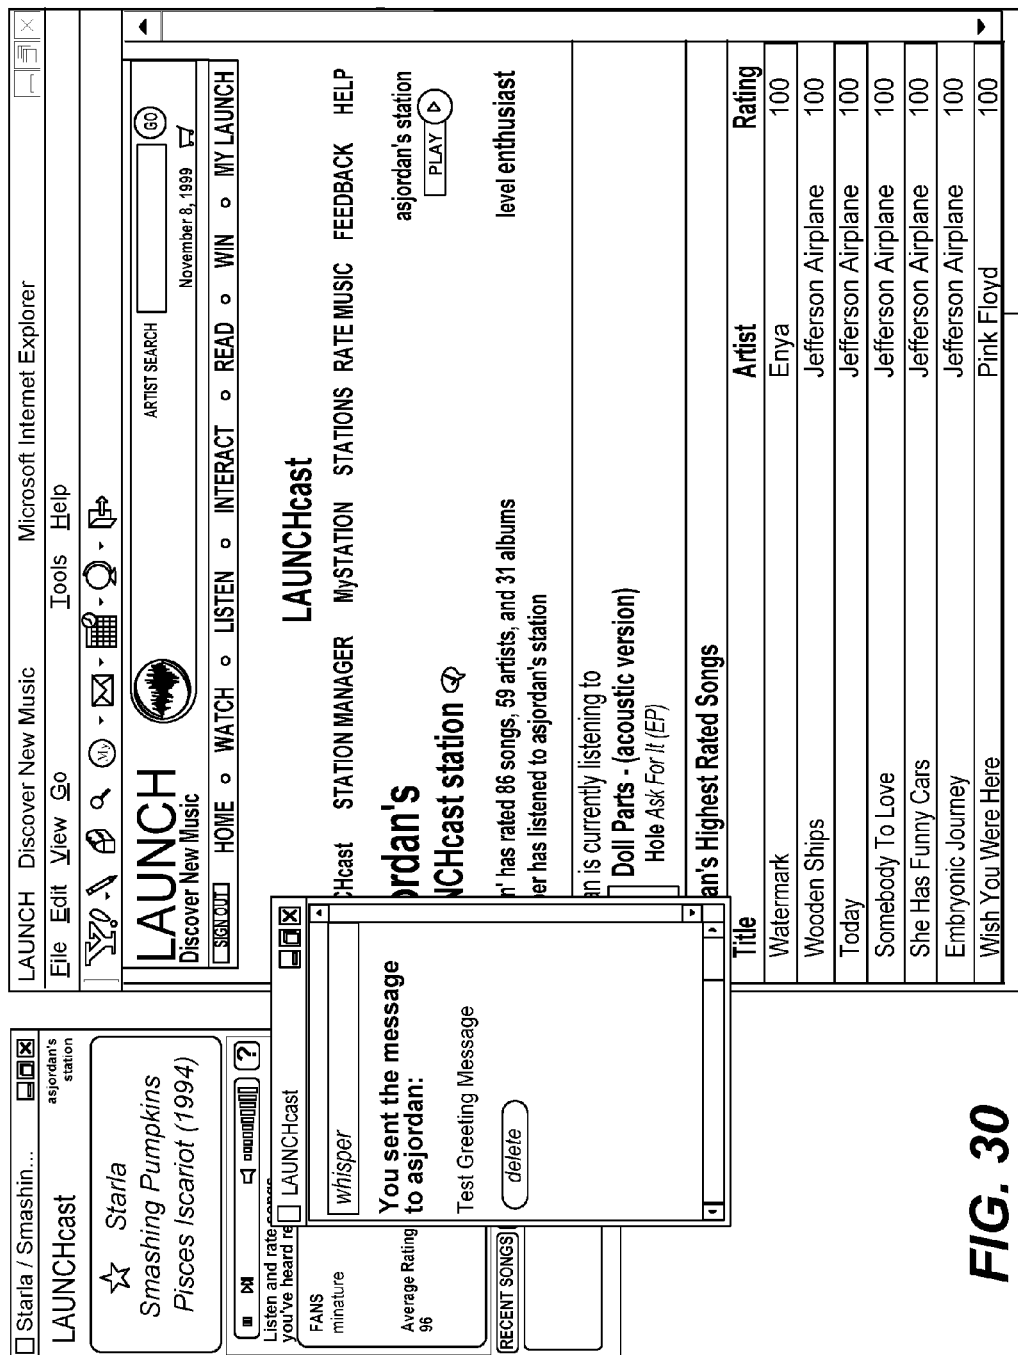 Starla / Smashin...
LAUNCHcast
asjordan's
station
Starla
Smashing Pumpkins
Pisces Iscariot (1994)
?
Listen and rate songs
you've heard re
FANS
minature
Average Rating
96
RECENT SONGS
LAUNCHcast
whisper
You sent the message
to asjordan:
Test Greeting Message
delete
LAUNCH Discover New Music Microsoft Internet Explorer
File Edit View Go Tools Help
Y! My
LAUNCH
Discover New Music
ARTIST SEARCH GO
November 8, 1999
SIGN OUT HOME WATCH LISTEN INTERACT READ WIN MY LAUNCH
LAUNCHcast
CHcast STATION MANAGER MySTATION STATIONS RATE MUSIC FEEDBACK HELP
ordan's
NCHcast station
asjordan's station
PLAY
n' has rated 86 songs, 59 artists, and 31 albums
ber has listened to asjordan's station
level enthusiast
an is currently listening to
Doll Parts - (acoustic version)
Hole Ask For It (EP)
an's Highest Rated Songs
Title Artist Rating
Watermark Enya 100
Wooden Ships Jefferson Airplane 100
Today Jefferson Airplane 100
Somebody To Love Jefferson Airplane 100
She Has Funny Cars Jefferson Airplane 100
Embryonic Journey Jefferson Airplane 100
Wish You Were Here Pink Floyd 100
FIG. 30